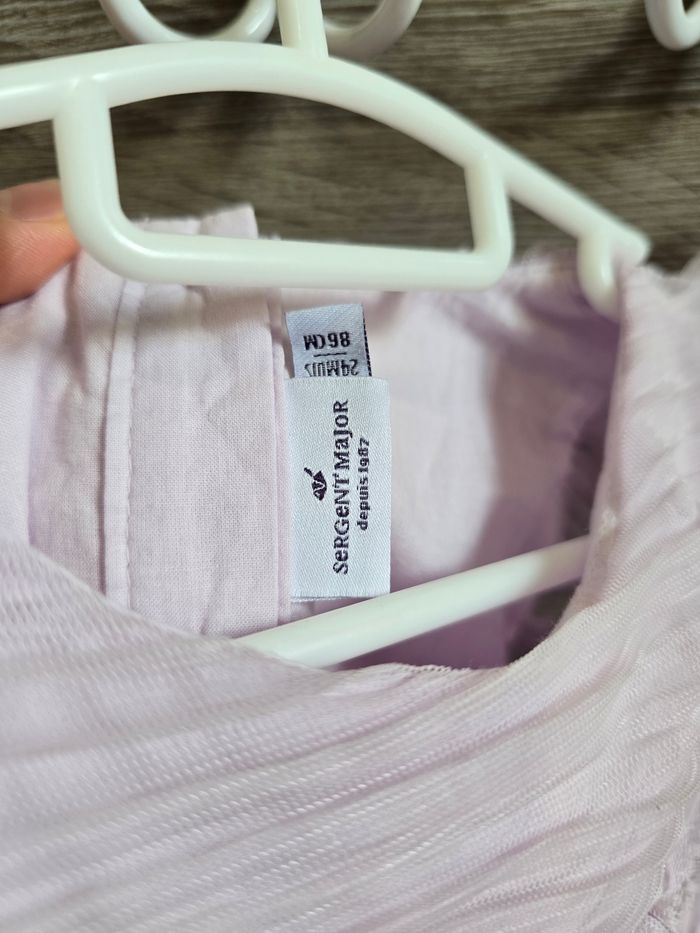 86CM
24MOIS
SeRGeNT MajoR
depuis 1987